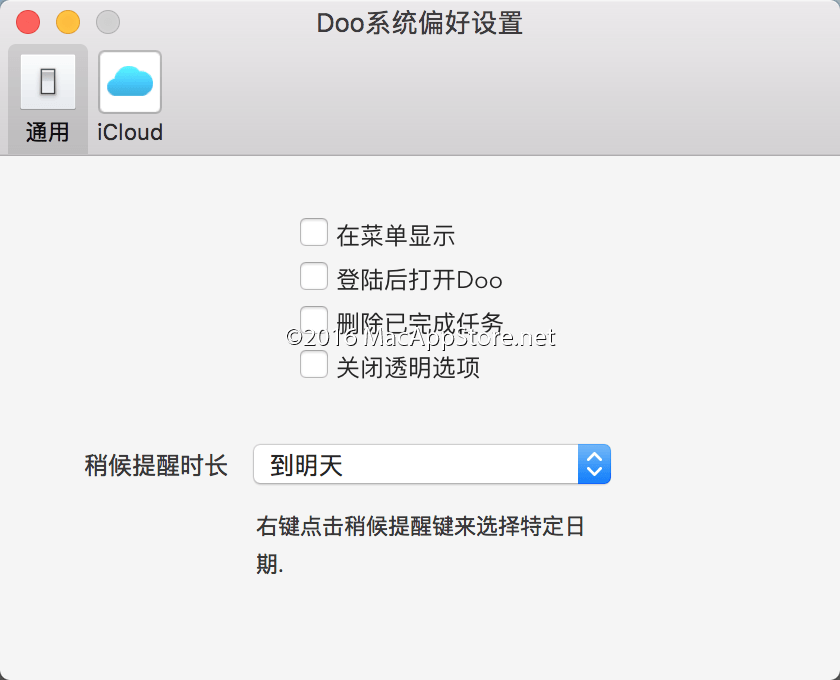 Doo系统偏好设置
通用
iCloud
在菜单显示
登陆后打开Doo
删除已完成任务
©2016 MacAppStore.net
关闭透明选项
稍候提醒时长
到明天
右键点击稍候提醒键来选择特定日
期.